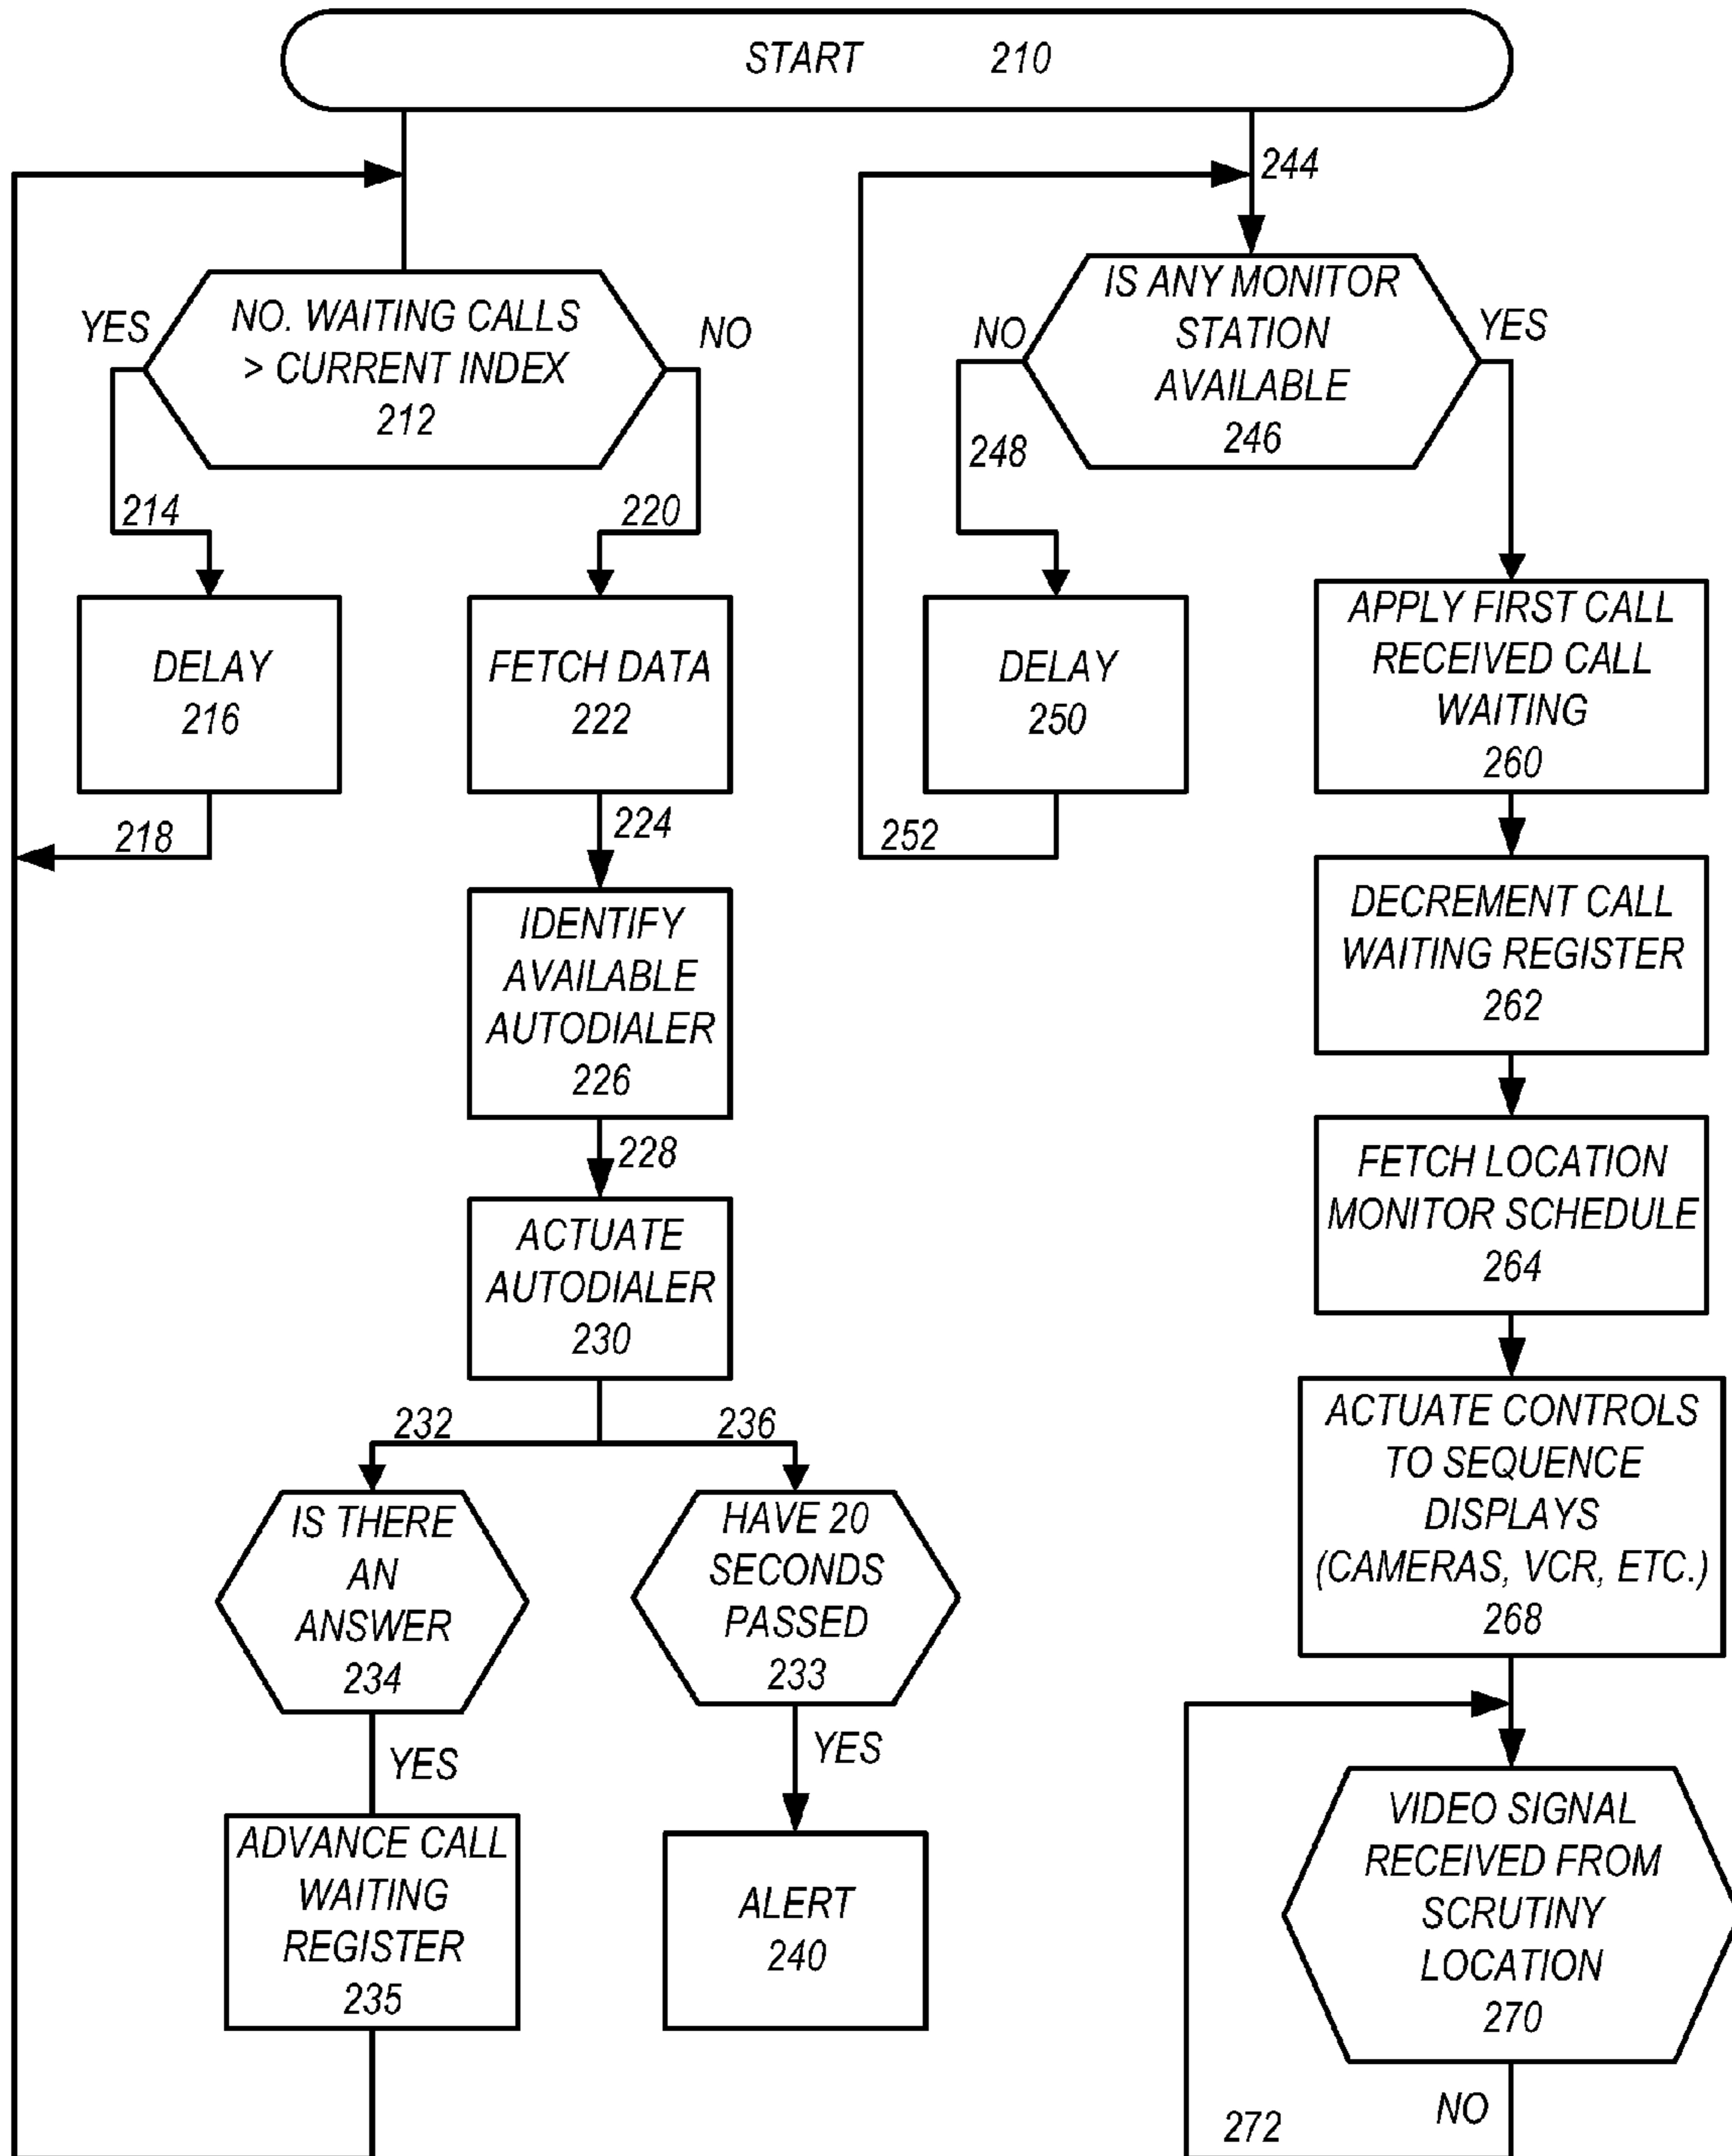 START 210
244
YES
NO. WAITING CALLS
> CURRENT INDEX
212
NO
214
220
DELAY
216
218
FETCH DATA
222
224
IDENTIFY
AVAILABLE
AUTODIALER
226
228
ACTUATE
AUTODIALER
230
232
236
IS THERE
AN
ANSWER
234
YES
ADVANCE CALL
WAITING
REGISTER
235
HAVE 20
SECONDS
PASSED
233
YES
ALERT
240
NO
IS ANY MONITOR
STATION
AVAILABLE
246
YES
248
DELAY
250
252
APPLY FIRST CALL
RECEIVED CALL
WAITING
260
DECREMENT CALL
WAITING REGISTER
262
FETCH LOCATION
MONITOR SCHEDULE
264
ACTUATE CONTROLS
TO SEQUENCE
DISPLAYS
(CAMERAS, VCR, ETC.)
268
VIDEO SIGNAL
RECEIVED FROM
SCRUTINY
LOCATION
270
272
NO